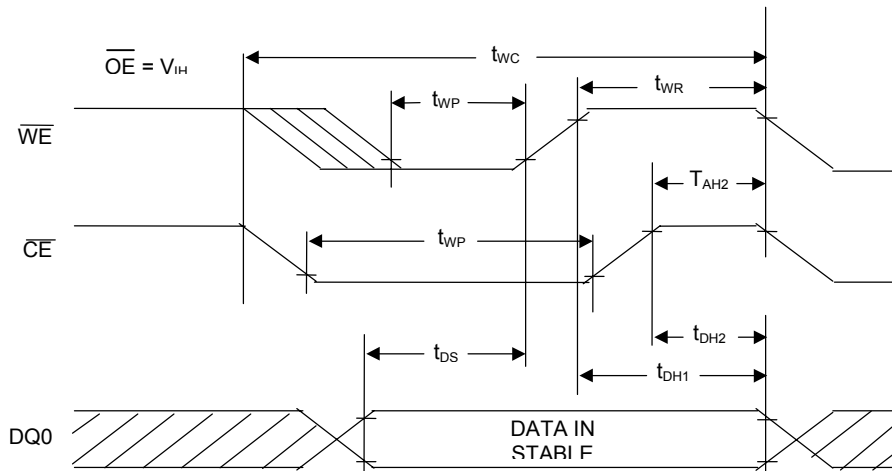 OE = VIH
tWC
tWP
tWR
WE
TAH2
tWP
CE
tDH2
tDS
tDH1
DQ0
DATA IN
STABLE